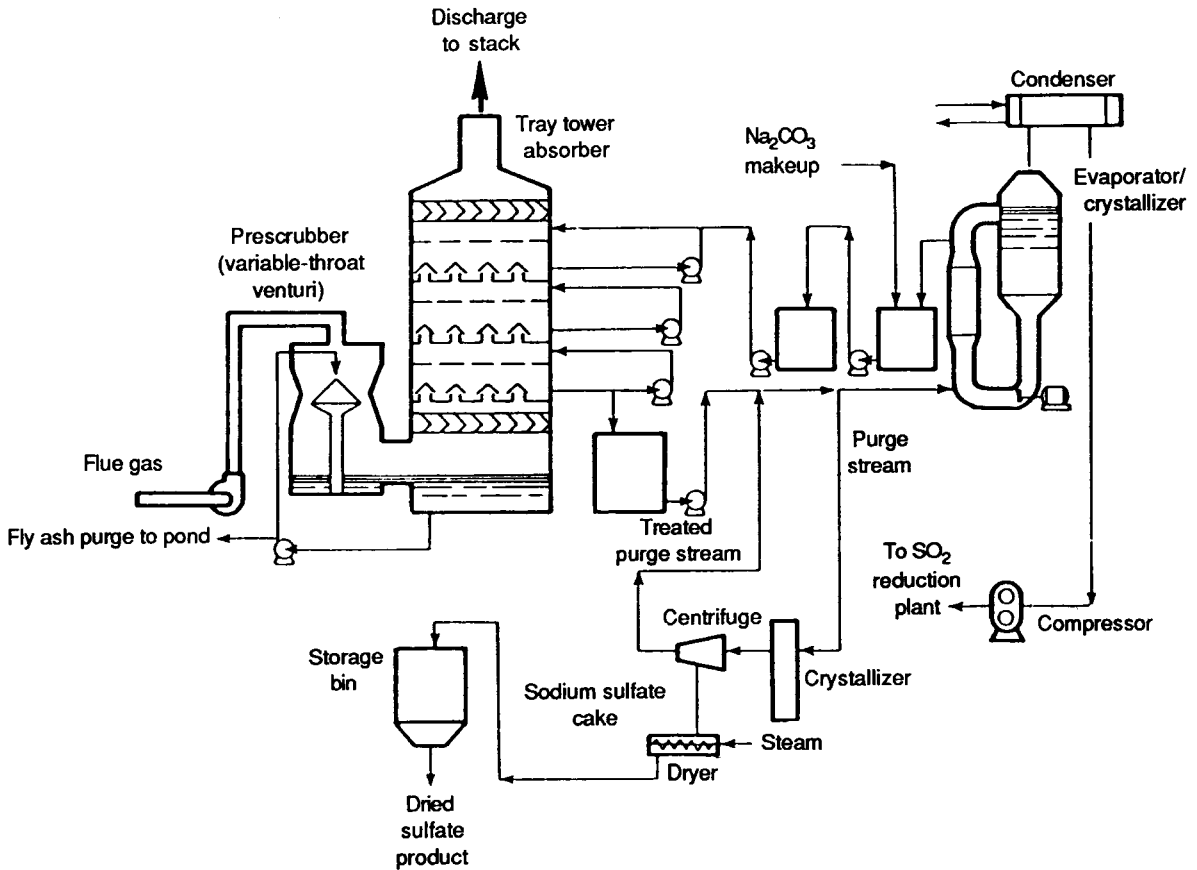 Discharge
to stack
Tray tower
absorber
Condenser
Na₂CO₃
makeup
Evaporator/
crystallizer
Prescrubber
(variable-throat
venturi)
Flue gas
Purge
stream
Fly ash purge to pond
Treated
purge stream
To SO₂
reduction
plant
Compressor
Centrifuge
Crystallizer
Storage
bin
Sodium sulfate
cake
Steam
Dryer
Dried
sulfate
product